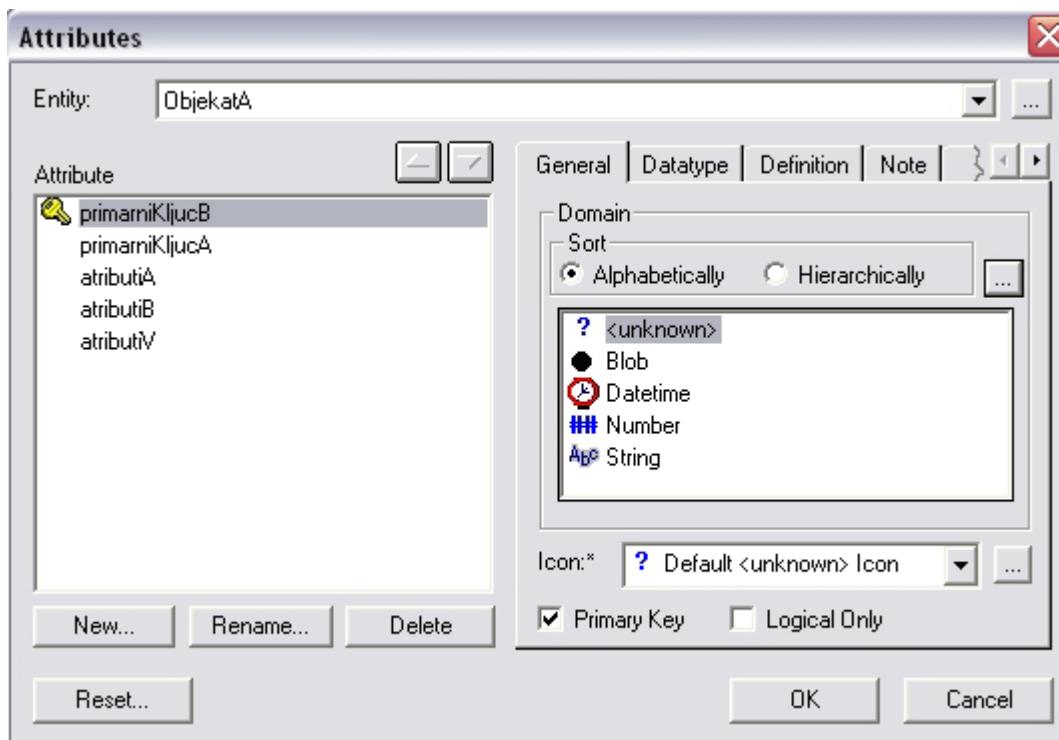 Attributes
Entity: ObjekatA ...
Attribute
primarniKljucB
primarniKljucA
atributiA
atributiB
atributiV
New... Rename... Delete
General Datatype Definition Note
Domain
Sort
Alphabetically Hierarchically ...
? <unknown>
Blob
Datetime
Number
Abc String
Icon:* ? Default <unknown> Icon ...
Primary Key Logical Only
Reset... OK Cancel